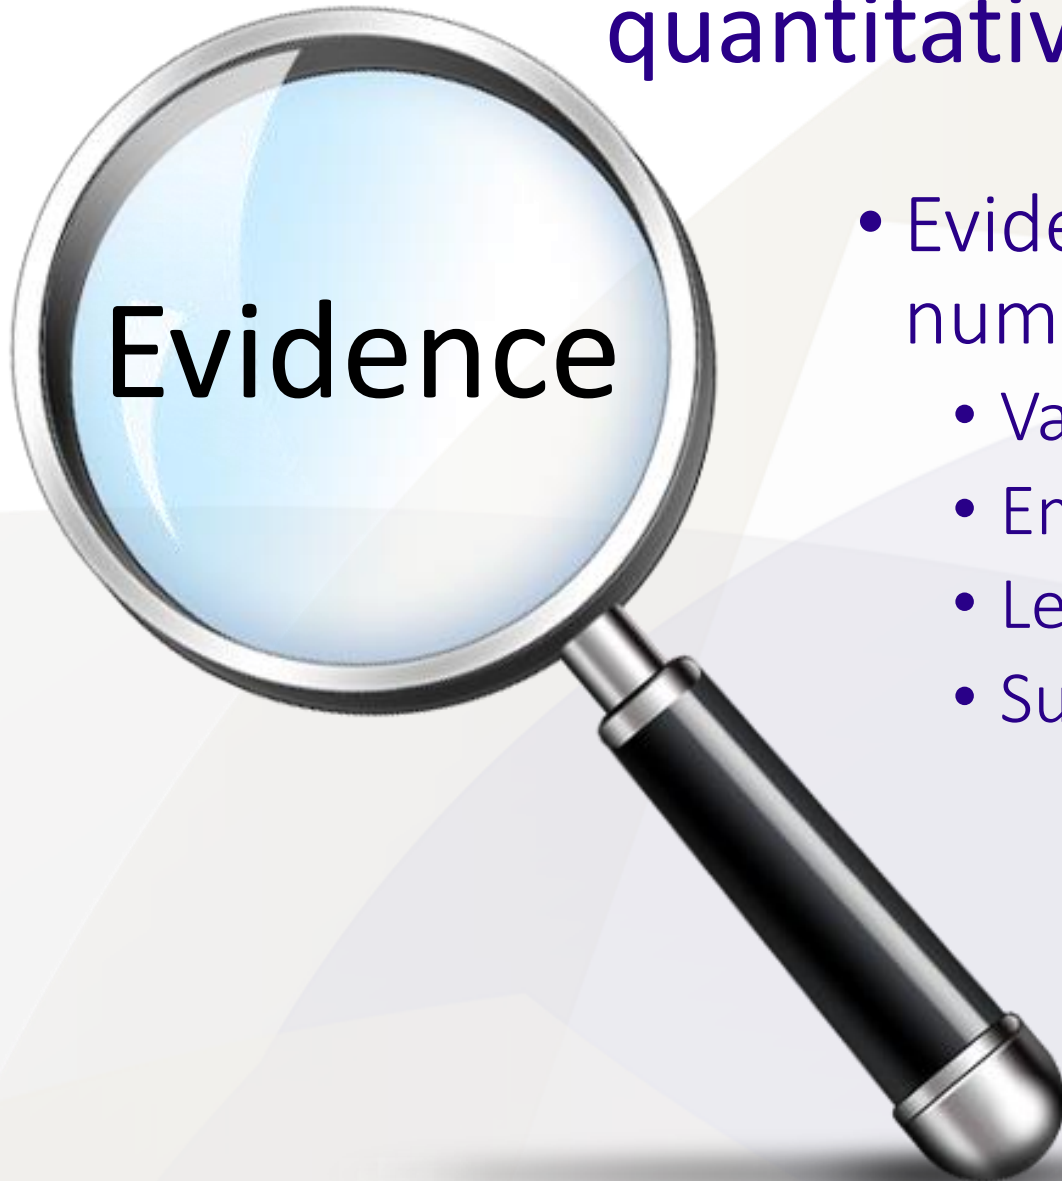 quantitativ
• Evide
num
• Va
Evidence
• En
• Le
• Su